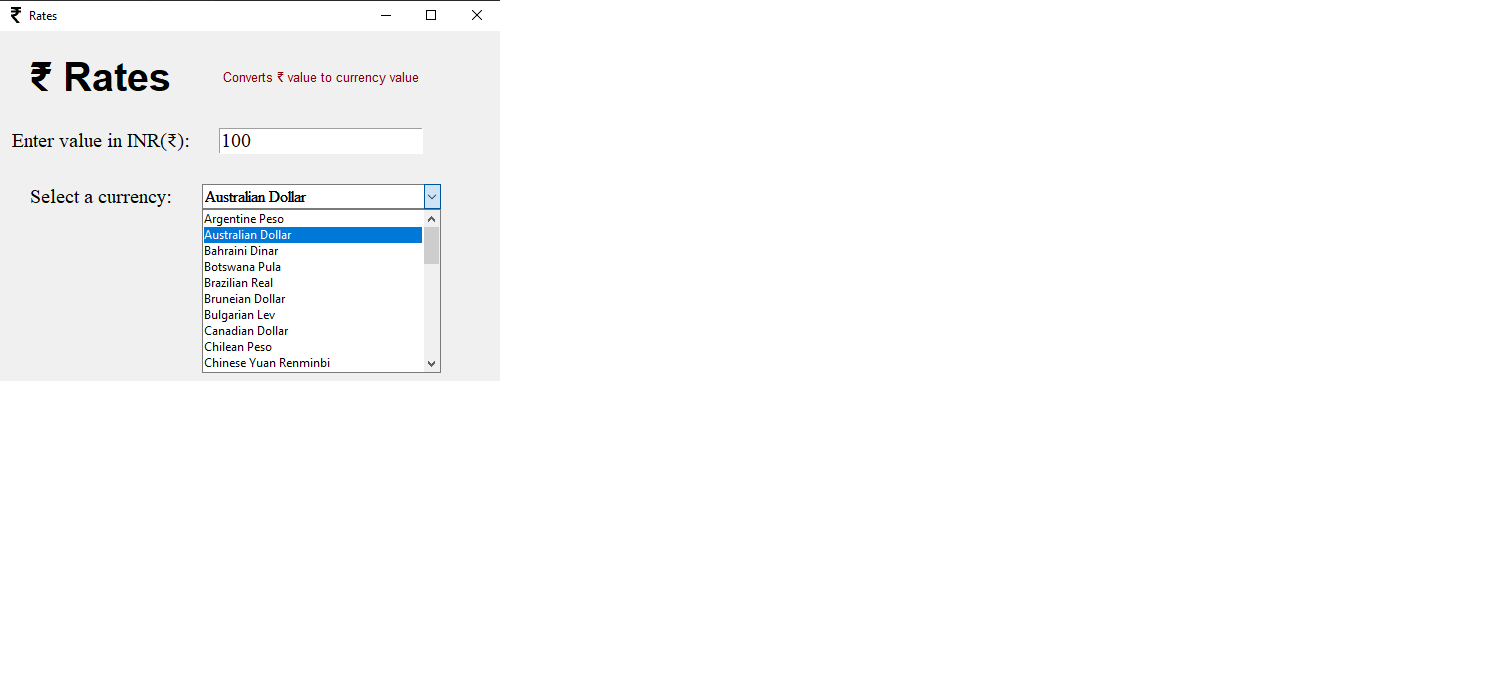 ₹ Rates
₹ Rates
Converts ₹ value to currency value
Enter value in INR(₹):
100
Select a currency:
Australian Dollar
Argentine Peso
Australian Dollar
Bahraini Dinar
Botswana Pula
Brazilian Real
Bruneian Dollar
Bulgarian Lev
Canadian Dollar
Chilean Peso
Chinese Yuan Renminbi